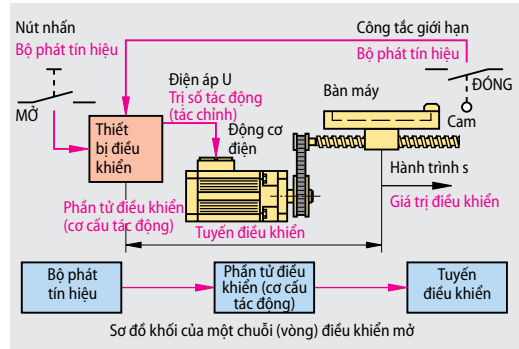 Nút nhấn
Bộ phát tín hiệu
MỞ
Công tắc giới hạn
Bộ phát tín hiệu
ĐÓNG
Cam
Điện áp U
Trị số tác động
(tác chỉnh)
Bàn máy
Thiết
bị điều
khiển
Động cơ
điện
Hành trình s
Giá trị điều khiển
Phần tử điều khiển
(cơ cấu tác động)
Tuyến điều khiển
Bộ phát
tín hiệu
Phần tử điều
khiển (cơ cấu
tác động)
Tuyến
điều khiển
Sơ đồ khối của một chuỗi (vòng) điều khiển mở